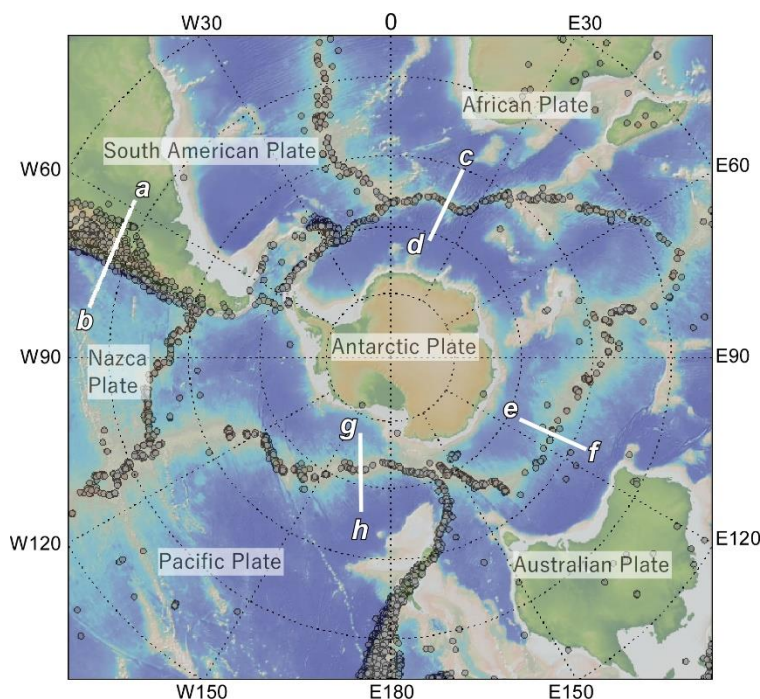 W30
0
E30
African Plate
South American Plate
c
W60
E60
a
d
b
Antarctic Plate
W90
Nazca
Plate
E90
e
g
f
h
W120
E120
Pacific Plate
Australian Plate
W150
E180
E150